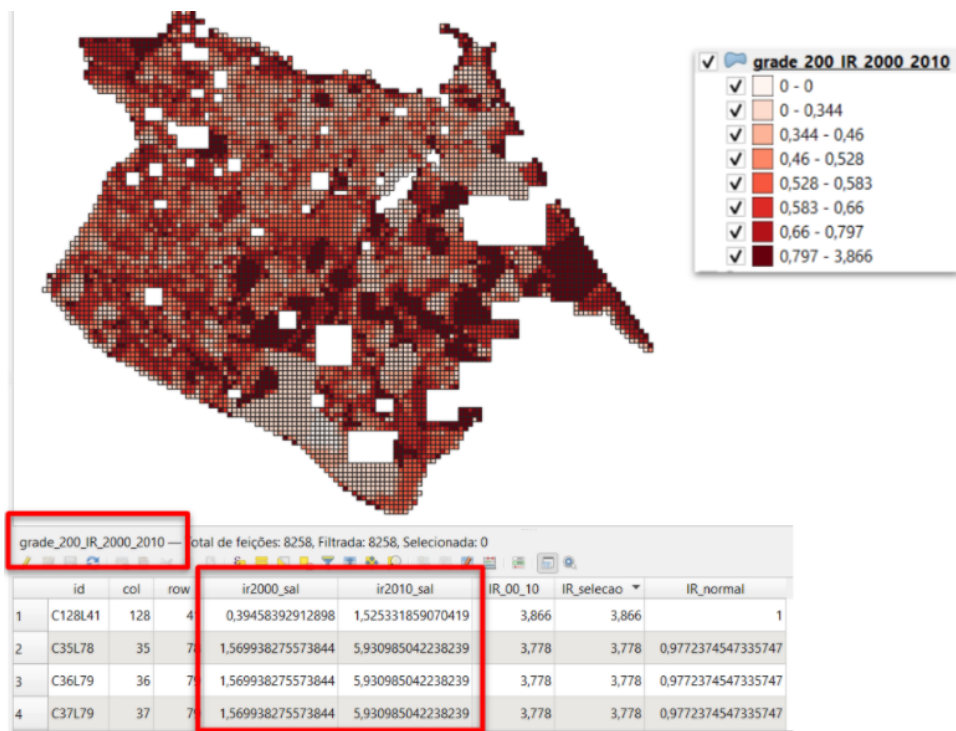 grade_200_IR_2000_2010
0 - 0
0 - 0,344
0,344 - 0,46
0,46 - 0,528
0,528 - 0,583
0,583 - 0,66
0,66 - 0,797
0,797 - 3,866
grade_200_IR_2000_2010 — Total de feições: 8258, Filtrada: 8258, Selecionada: 0
id col row ir2000_sal ir2010_sal IR_00_10 IR_selecao IR_normal
1 C128L41 128 41 0,39458392912898 1,525331859070419 3,866 3,866 1
2 C35L78 35 78 1,569938275573844 5,930985042238239 3,778 3,778 0,9772374547335747
3 C36L79 36 79 1,569938275573844 5,930985042238239 3,778 3,778 0,9772374547335747
4 C37L79 37 79 1,569938275573844 5,930985042238239 3,778 3,778 0,9772374547335747